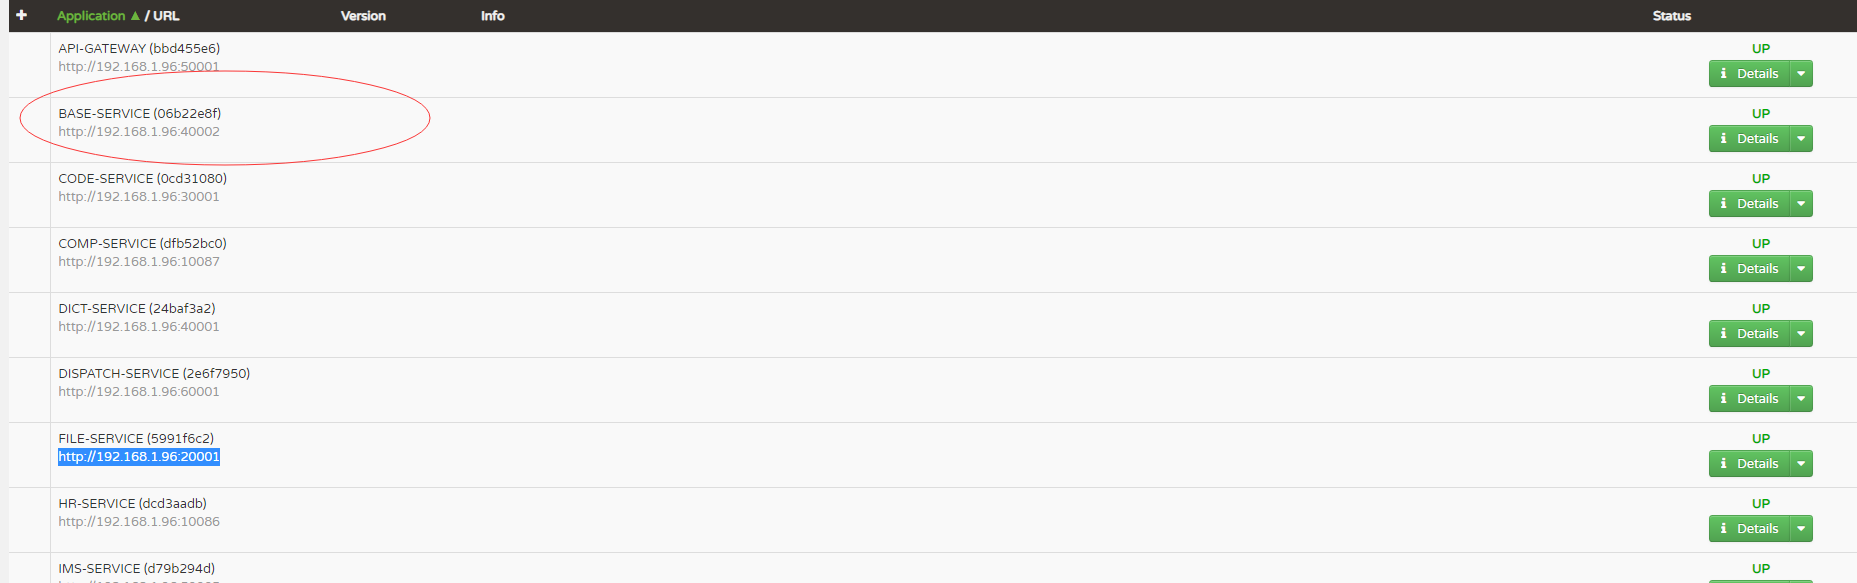 Application ▲ / URL Version Info Status
API-GATEWAY (bbd455e6) UP
http://192.168.1.96:50001 Details
BASE-SERVICE (06b22e8f) UP
http://192.168.1.96:40002 Details
CODE-SERVICE (0cd31080) UP
http://192.168.1.96:30001 Details
COMP-SERVICE (dfb52bc0) UP
http://192.168.1.96:10087 Details
DICT-SERVICE (24baf3a2) UP
http://192.168.1.96:40001 Details
DISPATCH-SERVICE (2e6f7950) UP
http://192.168.1.96:60001 Details
FILE-SERVICE (5991f6c2) UP
http://192.168.1.96:20001 Details
HR-SERVICE (dcd3aadb) UP
http://192.168.1.96:10086 Details
IMS-SERVICE (d79b294d) UP